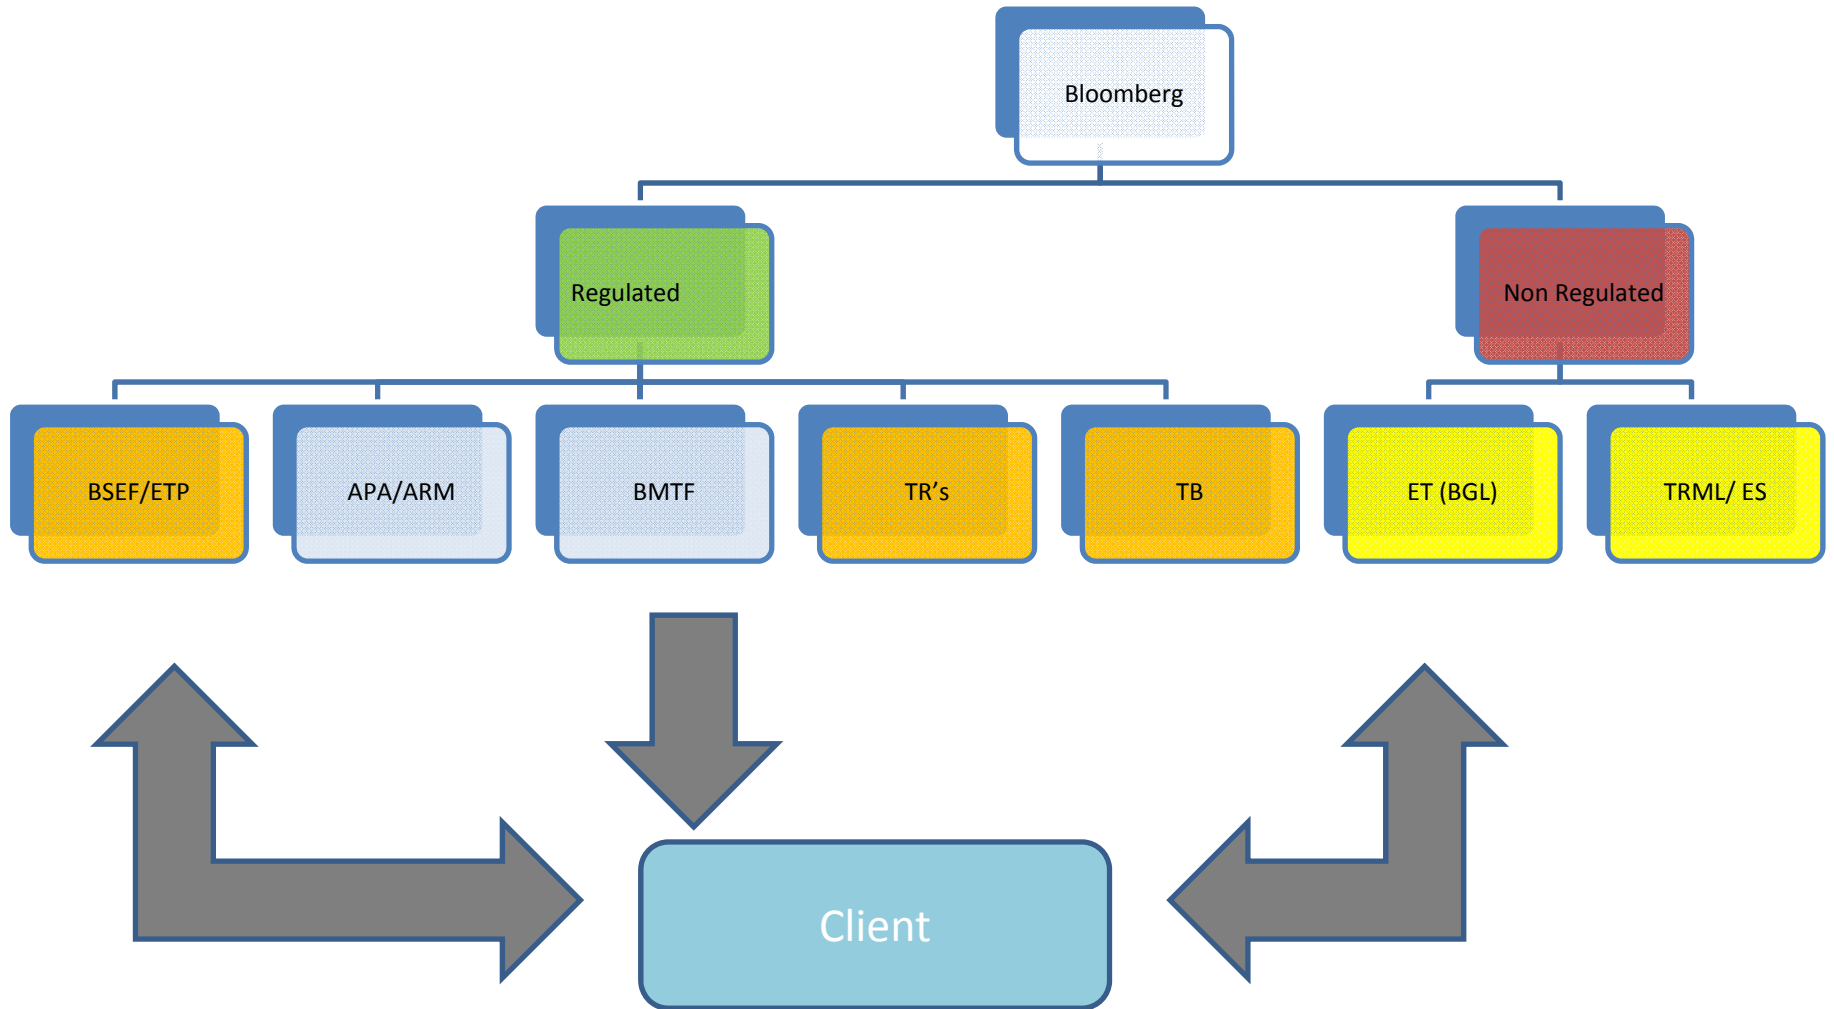 Bloomberg
Regulated
Non Regulated
BSEF/ETP
APA/ARM
BMTF
TR’s
TB
ET (BGL)
TRML/ ES
Client